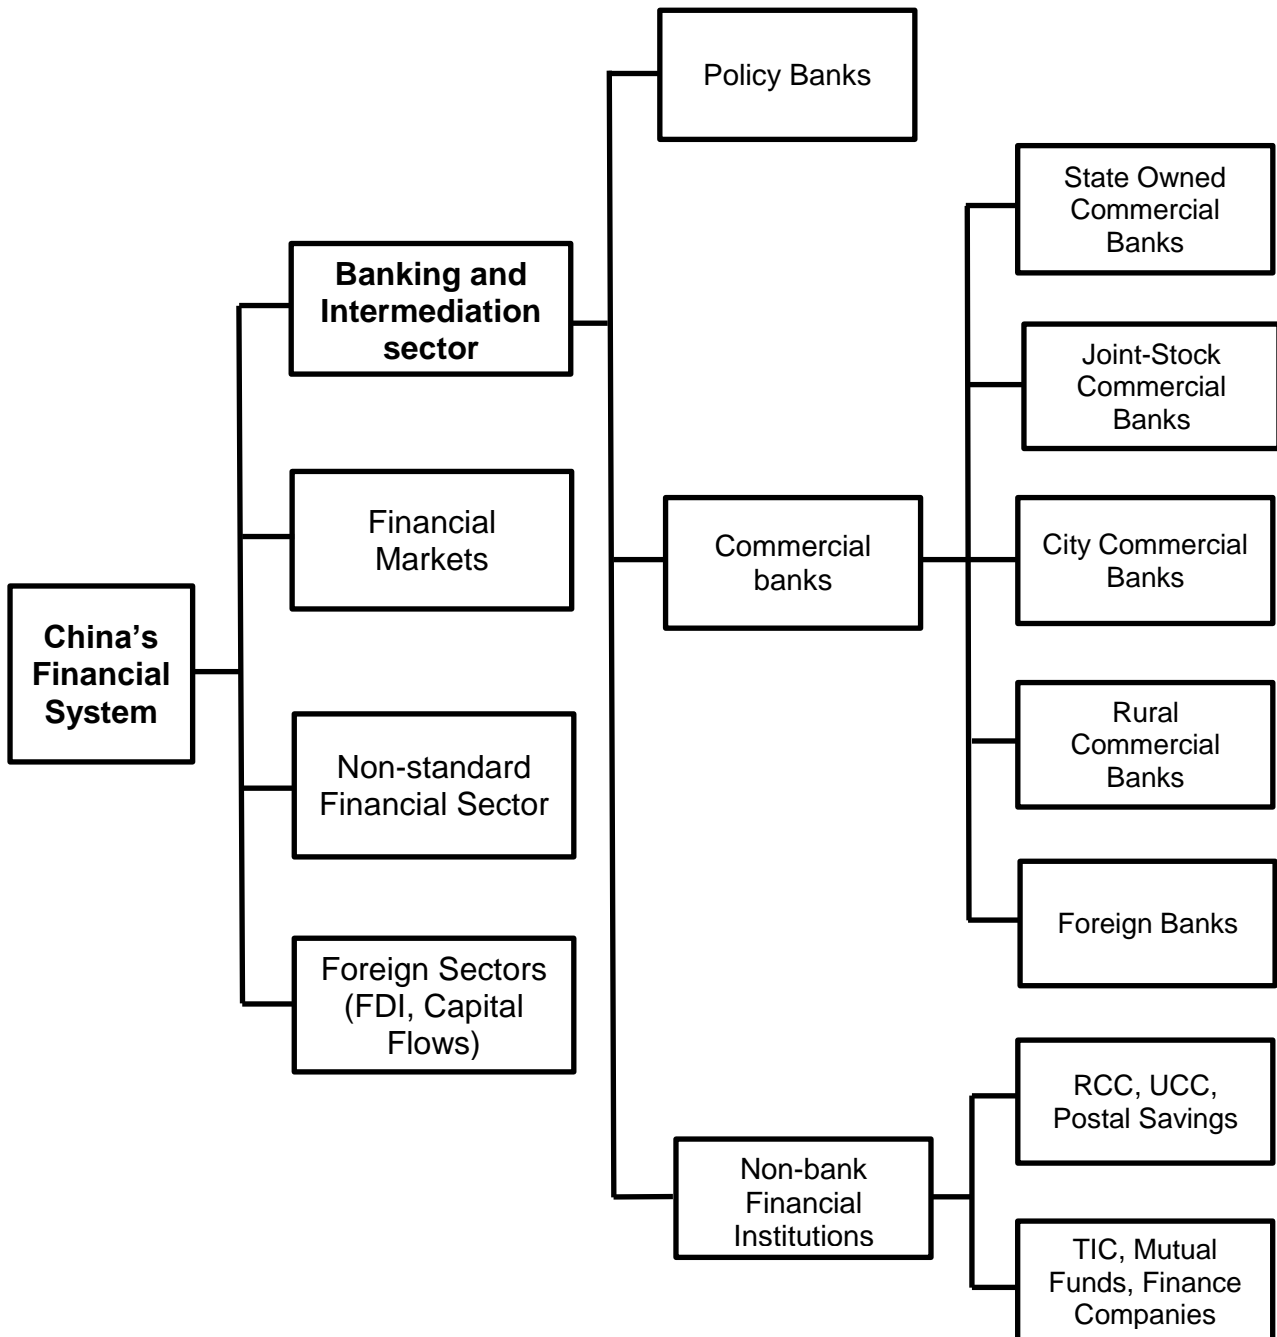 China’s
Financial
System
Banking and
Intermediation
sector
Financial
Markets
Non-standard
Financial Sector
Foreign Sectors
(FDI, Capital
Flows)
Policy Banks
Commercial
banks
Non-bank
Financial
Institutions
State Owned
Commercial
Banks
Joint-Stock
Commercial
Banks
City Commercial
Banks
Rural
Commercial
Banks
Foreign Banks
RCC, UCC,
Postal Savings
TIC, Mutual
Funds, Finance
Companies